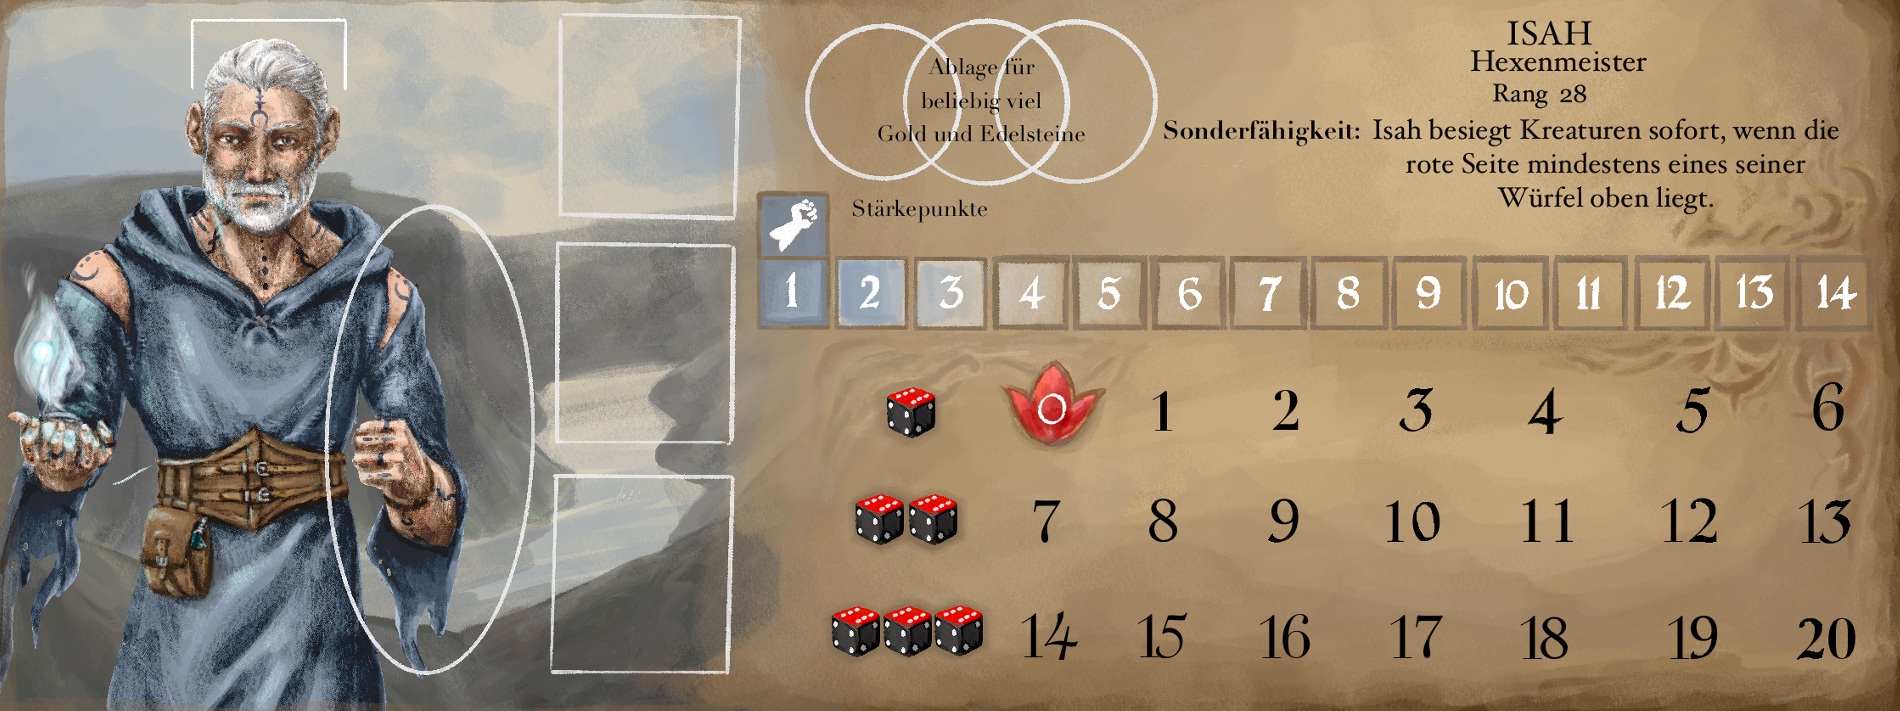 Ablage für
beliebig viel
Gold und Edelsteine
ISAH
Hexenmeister
Rang 28
Sonderfähigkeit: Isah besiegt Kreaturen sofort, wenn die
rote Seite mindestens eines seiner
Würfel oben liegt.
Stärkepunkte
1 2 3 4 5 6 7 8 9 10 11 12 13 14
0 1 2 3 4 5 6
7 8 9 10 11 12 13
14 15 16 17 18 19 20